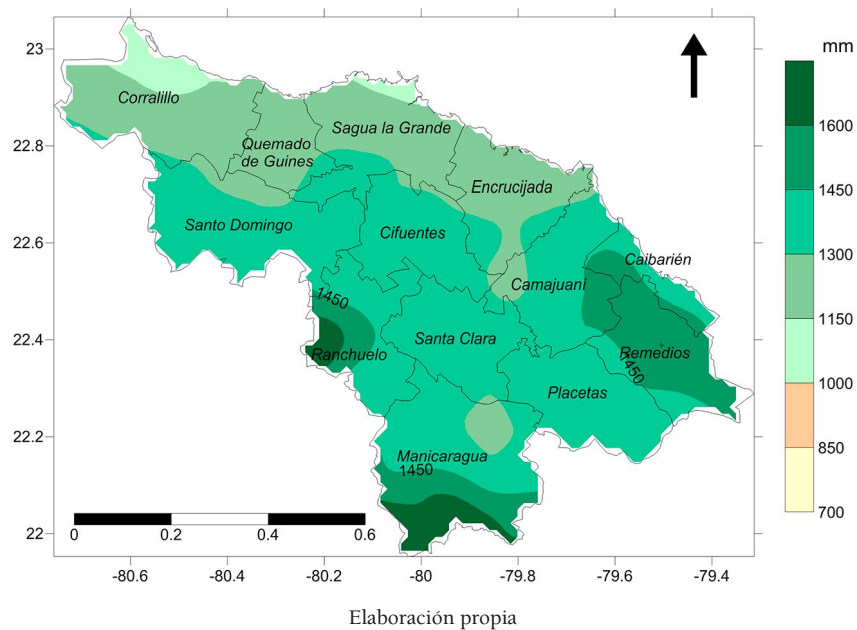 mm
23
22.8
22.6
22.4
22.2
22
Corralillo
Quemado
de Guines
Sagua la Grande
Encrucijada
Santo Domingo
Cifuentes
Caibarién
Camajuaní
1450
Santa Clara
Ranchuelo
Remedios
1450
Placetas
Manicaragua
1450
0
0.2
0.4
0.6
-80.6
-80.4
-80.2
-80
-79.8
-79.6
-79.4
1600
1450
1300
1150
1000
850
700
Elaboración propia